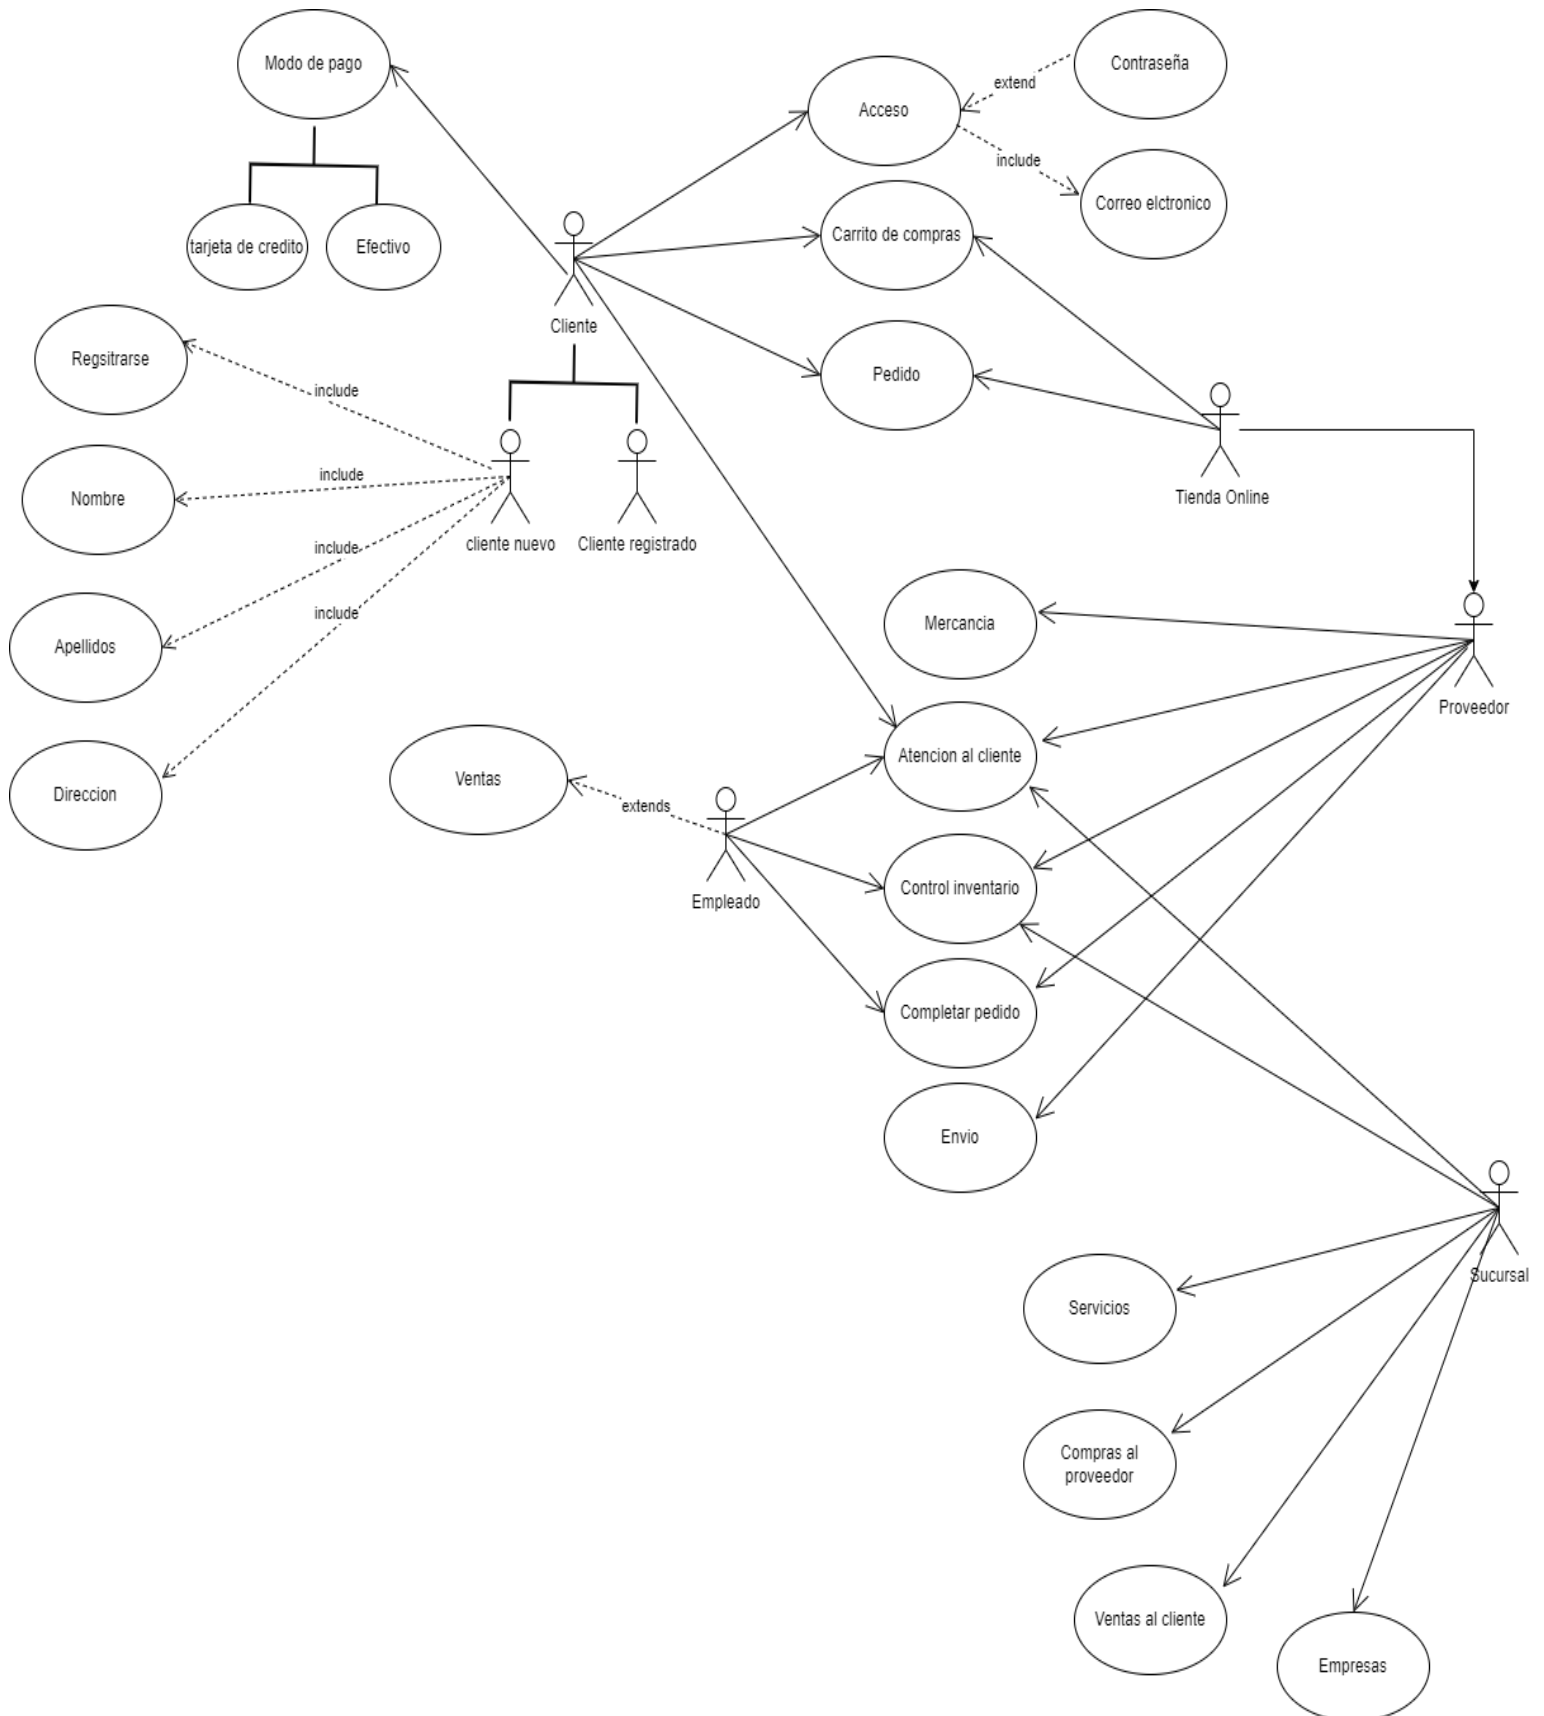 Modo de pago
Contraseña
extend
Acceso
include
Correo elctronico
Carrito de compras
tarjeta de credito
Efectivo
Cliente
Regsitrarse
Pedido
include
include
Nombre
Tienda Online
cliente nuevo
Cliente registrado
include
include
Apellidos
Mercancia
Proveedor
Atencion al cliente
Ventas
extends
Direccion
Control inventario
Empleado
Completar pedido
Envio
Sucursal
Servicios
Compras al
proveedor
Ventas al cliente
Empresas